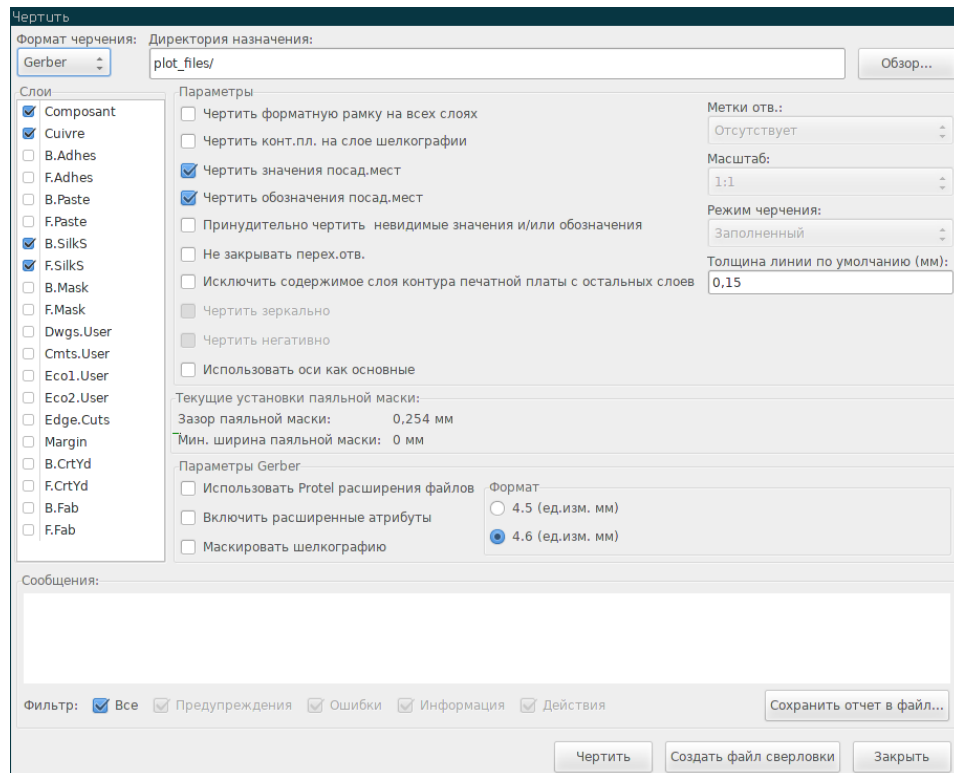 Чертить
Формат черчения: Директория назначения:
Gerber plot_files/ Обзор...
Слои
Composant
Cuivre
B.Adhes
F.Adhes
B.Paste
F.Paste
B.SilkS
F.SilkS
B.Mask
F.Mask
Dwgs.User
Cmts.User
Eco1.User
Eco2.User
Edge.Cuts
Margin
B.CrtYd
F.CrtYd
B.Fab
F.Fab
Параметры
Чертить форматную рамку на всех слоях
Чертить конт.пл. на слое шелкографии
Чертить значения посад.мест
Чертить обозначения посад.мест
Принудительно чертить невидимые значения и/или обозначения
Не закрывать перех.отв.
Исключить содержимое слоя контура печатной платы с остальных слоев
Чертить зеркально
Чертить негативно
Использовать оси как основные
Метки отв.:
Отсутствует
Масштаб:
1:1
Режим черчения:
Заполненный
Толщина линии по умолчанию (мм):
0,15
Текущие установки паяльной маски:
Зазор паяльной маски: 0,254 мм
Мин. ширина паяльной маски: 0 мм
Параметры Gerber
Использовать Protel расширения файлов
Включить расширенные атрибуты
Маскировать шелкографию
Формат
4.5 (ед.изм. мм)
4.6 (ед.изм. мм)
Сообщения:
Фильтр: Все Предупреждения Ошибки Информация Действия Сохранить отчет в файл...
Чертить Создать файл сверловки Закрыть